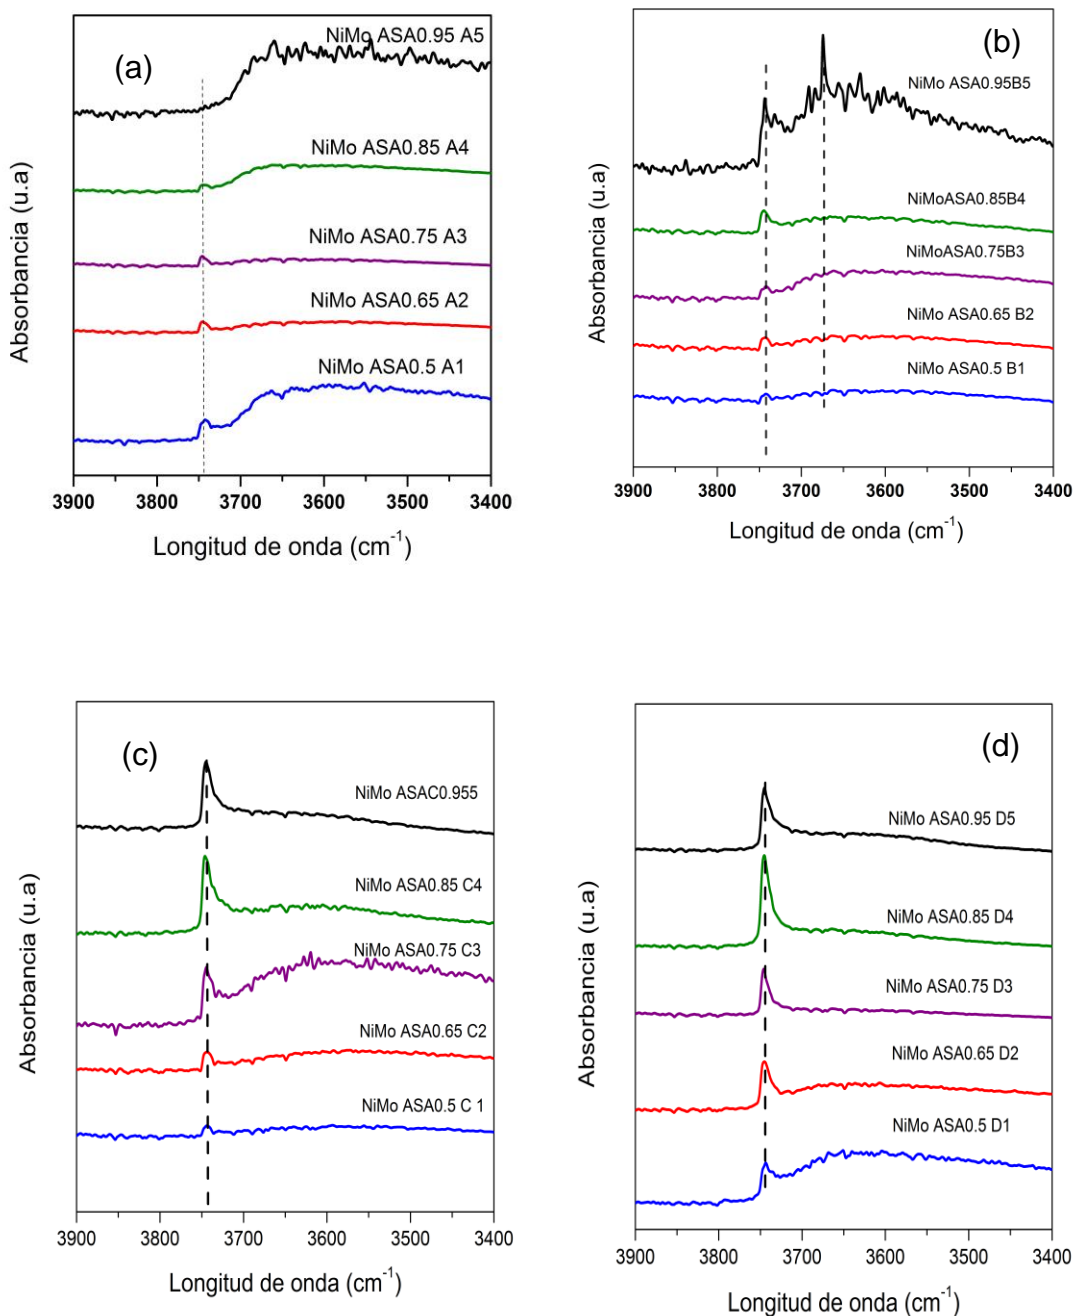 (a)
NiMo ASA0.95 A5
NiMo ASA0.85 A4
NiMo ASA0.75 A3
NiMo ASA0.65 A2
NiMo ASA0.5 A1
Absorbancia (u.a)
3900 3800 3700 3600 3500 3400
Longitud de onda (cm-1)
(b)
NiMo ASA0.95B5
NiMoASA0.85B4
NiMoASA0.75B3
NiMo ASA0.65 B2
NiMo ASA0.5 B1
Absorbancia (u.a)
3900 3800 3700 3600 3500 3400
Longitud de onda (cm-1)
(c)
NiMo ASAC0.955
NiMo ASA0.85 C4
NiMo ASA0.75 C3
NiMo ASA0.65 C2
NiMo ASA0.5 C 1
Absorbancia (u.a)
3900 3800 3700 3600 3500 3400
Longitud de onda (cm-1)
(d)
NiMo ASA0.95 D5
NiMo ASA0.85 D4
NiMo ASA0.75 D3
NiMo ASA0.65 D2
NiMo ASA0.5 D1
Absorbancia (u.a)
3900 3800 3700 3600 3500 3400
Longitud de onda (cm-1)